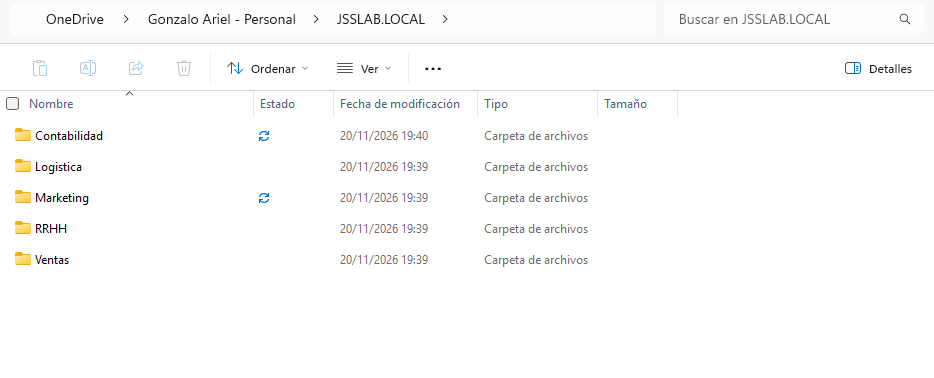 OneDrive > Gonzalo Ariel - Personal > JSSLAB.LOCAL >
Buscar en JSSLAB.LOCAL
Ordenar
Ver
Detalles
Nombre Estado Fecha de modificación Tipo Tamaño
Contabilidad 20/11/2026 19:40 Carpeta de archivos
Logistica 20/11/2026 19:39 Carpeta de archivos
Marketing 20/11/2026 19:39 Carpeta de archivos
RRHH 20/11/2026 19:39 Carpeta de archivos
Ventas 20/11/2026 19:39 Carpeta de archivos